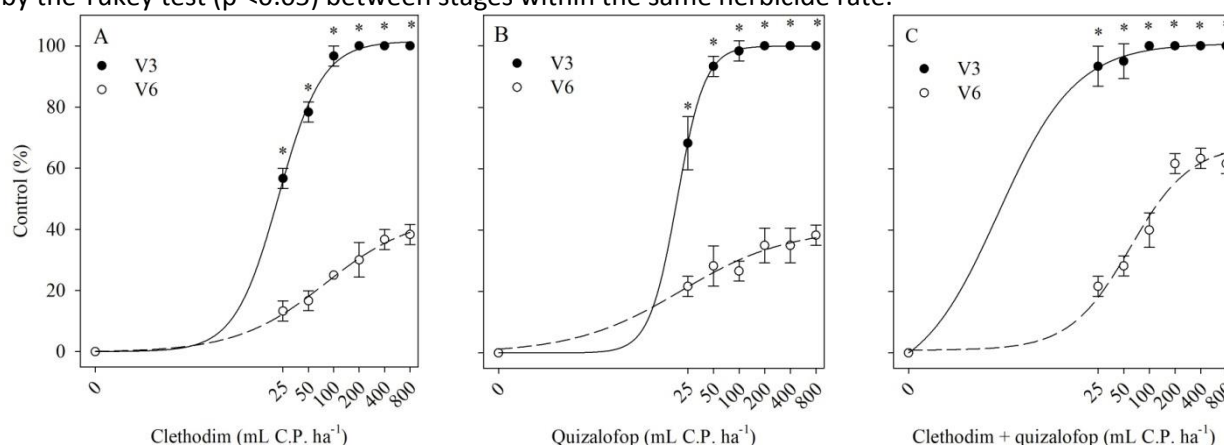 by the Tukey test (p <0.05) between stages within the same herbicide rate.
A
B
C
V3
V6
V3
V6
V3
V6
* * * * * *
* * * * * *
* * * * * *
Control (%)
100
80
60
40
20
0
0 25 50 100 200 400 800
0 25 50 100 200 400 800
0 25 50 100 200 400 800
Clethodim (mL C.P. ha⁻¹)
Quizalofop (mL C.P. ha⁻¹)
Clethodim + quizalofop (mL C.P. ha⁻¹)